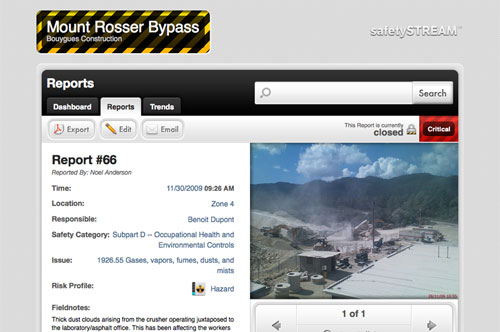 Mount Rosser Bypass
Bouygues Construction
safetySTREAM
Reports
Search
Dashboard
Reports
Trends
Export
Edit
Email
This Report is currently
closed
Critical
Report #66
Reported By: Noel Anderson
Time: 11/30/2009 09:26 AM
Location: Zone 4
Responsible: Benoit Dupont
Safety Category: Subpart D -- Occupational Health and
Environmental Controls
Issue: 1926.55 Gases, vapors, fumes, dusts, and
mists
Risk Profile: Hazard
Fieldnotes:
Thick dust clouds arising from the crusher operating juxtaposed to
the laboratory/asphalt office. This has been affecting the workers
1 of 1